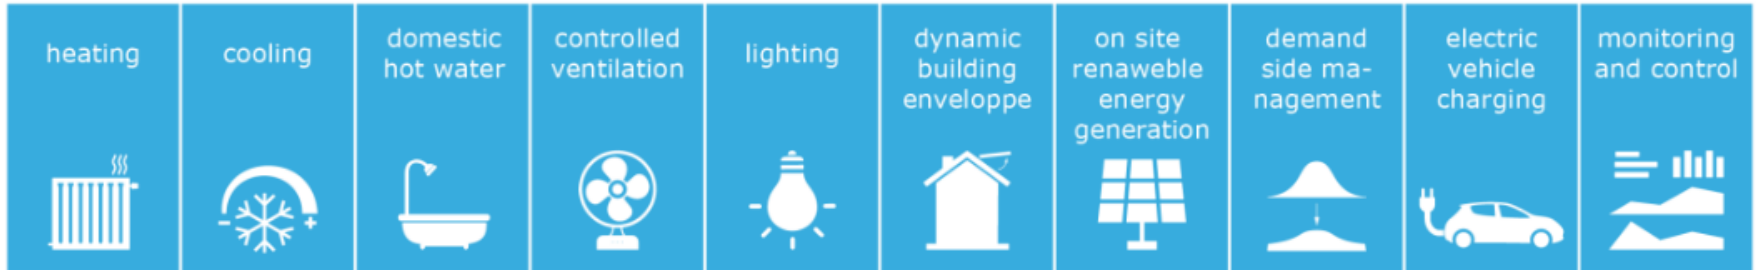 heating
cooling
domestic
hot water
controlled
ventilation
lighting
dynamic
building
enveloppe
on site
renaweble
energy
generation
demand
side ma-
nagement
electric
vehicle
charging
monitoring
and control